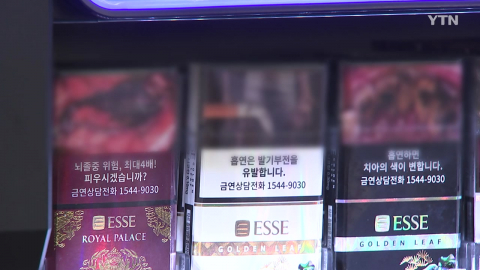 YTN
뇌졸중 위험, 최대4배!
피우시겠습니까?
금연상담전화 1544-9030
ESSE
ROYAL PALACE
흡연은 발기부전을
유발합니다.
금연상담전화 1544-9030
ESSE
GOLDEN LEAF
흡연하면
치아의 색이 변합니다.
금연상담전화 1544-9030
ESSE
GOLDEN LEAF